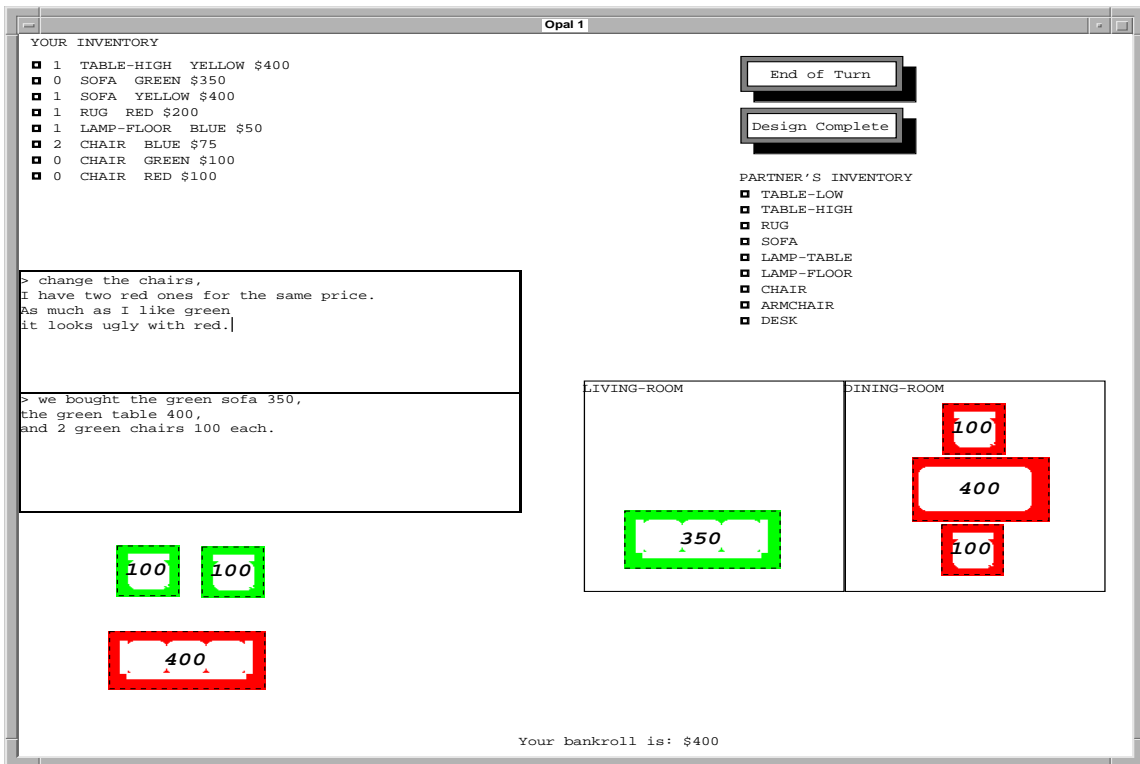 Opal 1
YOUR INVENTORY
1 TABLE-HIGH YELLOW $400
0 SOFA GREEN $350
1 SOFA YELLOW $400
1 RUG RED $200
1 LAMP-FLOOR BLUE $50
2 CHAIR BLUE $75
0 CHAIR GREEN $100
0 CHAIR RED $100
End of Turn
Design Complete
PARTNER'S INVENTORY
TABLE-LOW
TABLE-HIGH
RUG
SOFA
LAMP-TABLE
LAMP-FLOOR
CHAIR
ARMCHAIR
DESK
> change the chairs,
I have two red ones for the same price.
As much as I like green
it looks ugly with red.
> we bought the green sofa 350,
the green table 400,
and 2 green chairs 100 each.
LIVING-ROOM
350
DINING-ROOM
100
400
100
100 100
400
Your bankroll is: $400